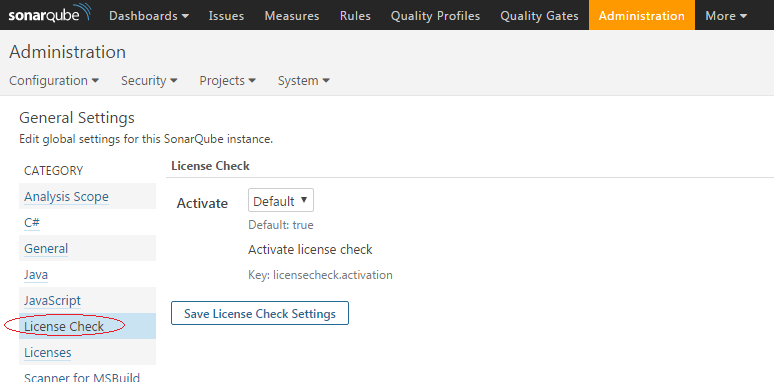 sonarqube Dashboards Issues Measures Rules Quality Profiles Quality Gates Administration More
Administration
Configuration Security Projects System
General Settings
Edit global settings for this SonarQube instance.
CATEGORY
Analysis Scope
C#
General
Java
JavaScript
License Check
Licenses
Scanner for MSBuild
License Check
Activate Default
Default: true
Activate license check
Key: licensecheck.activation
Save License Check Settings